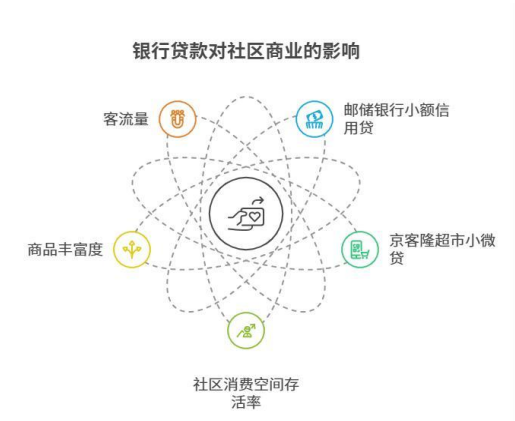 银行贷款对社区商业的影响
客流量
邮储银行小额信
用贷
商品丰富度
京客隆超市小微
贷
社区消费空间存
活率